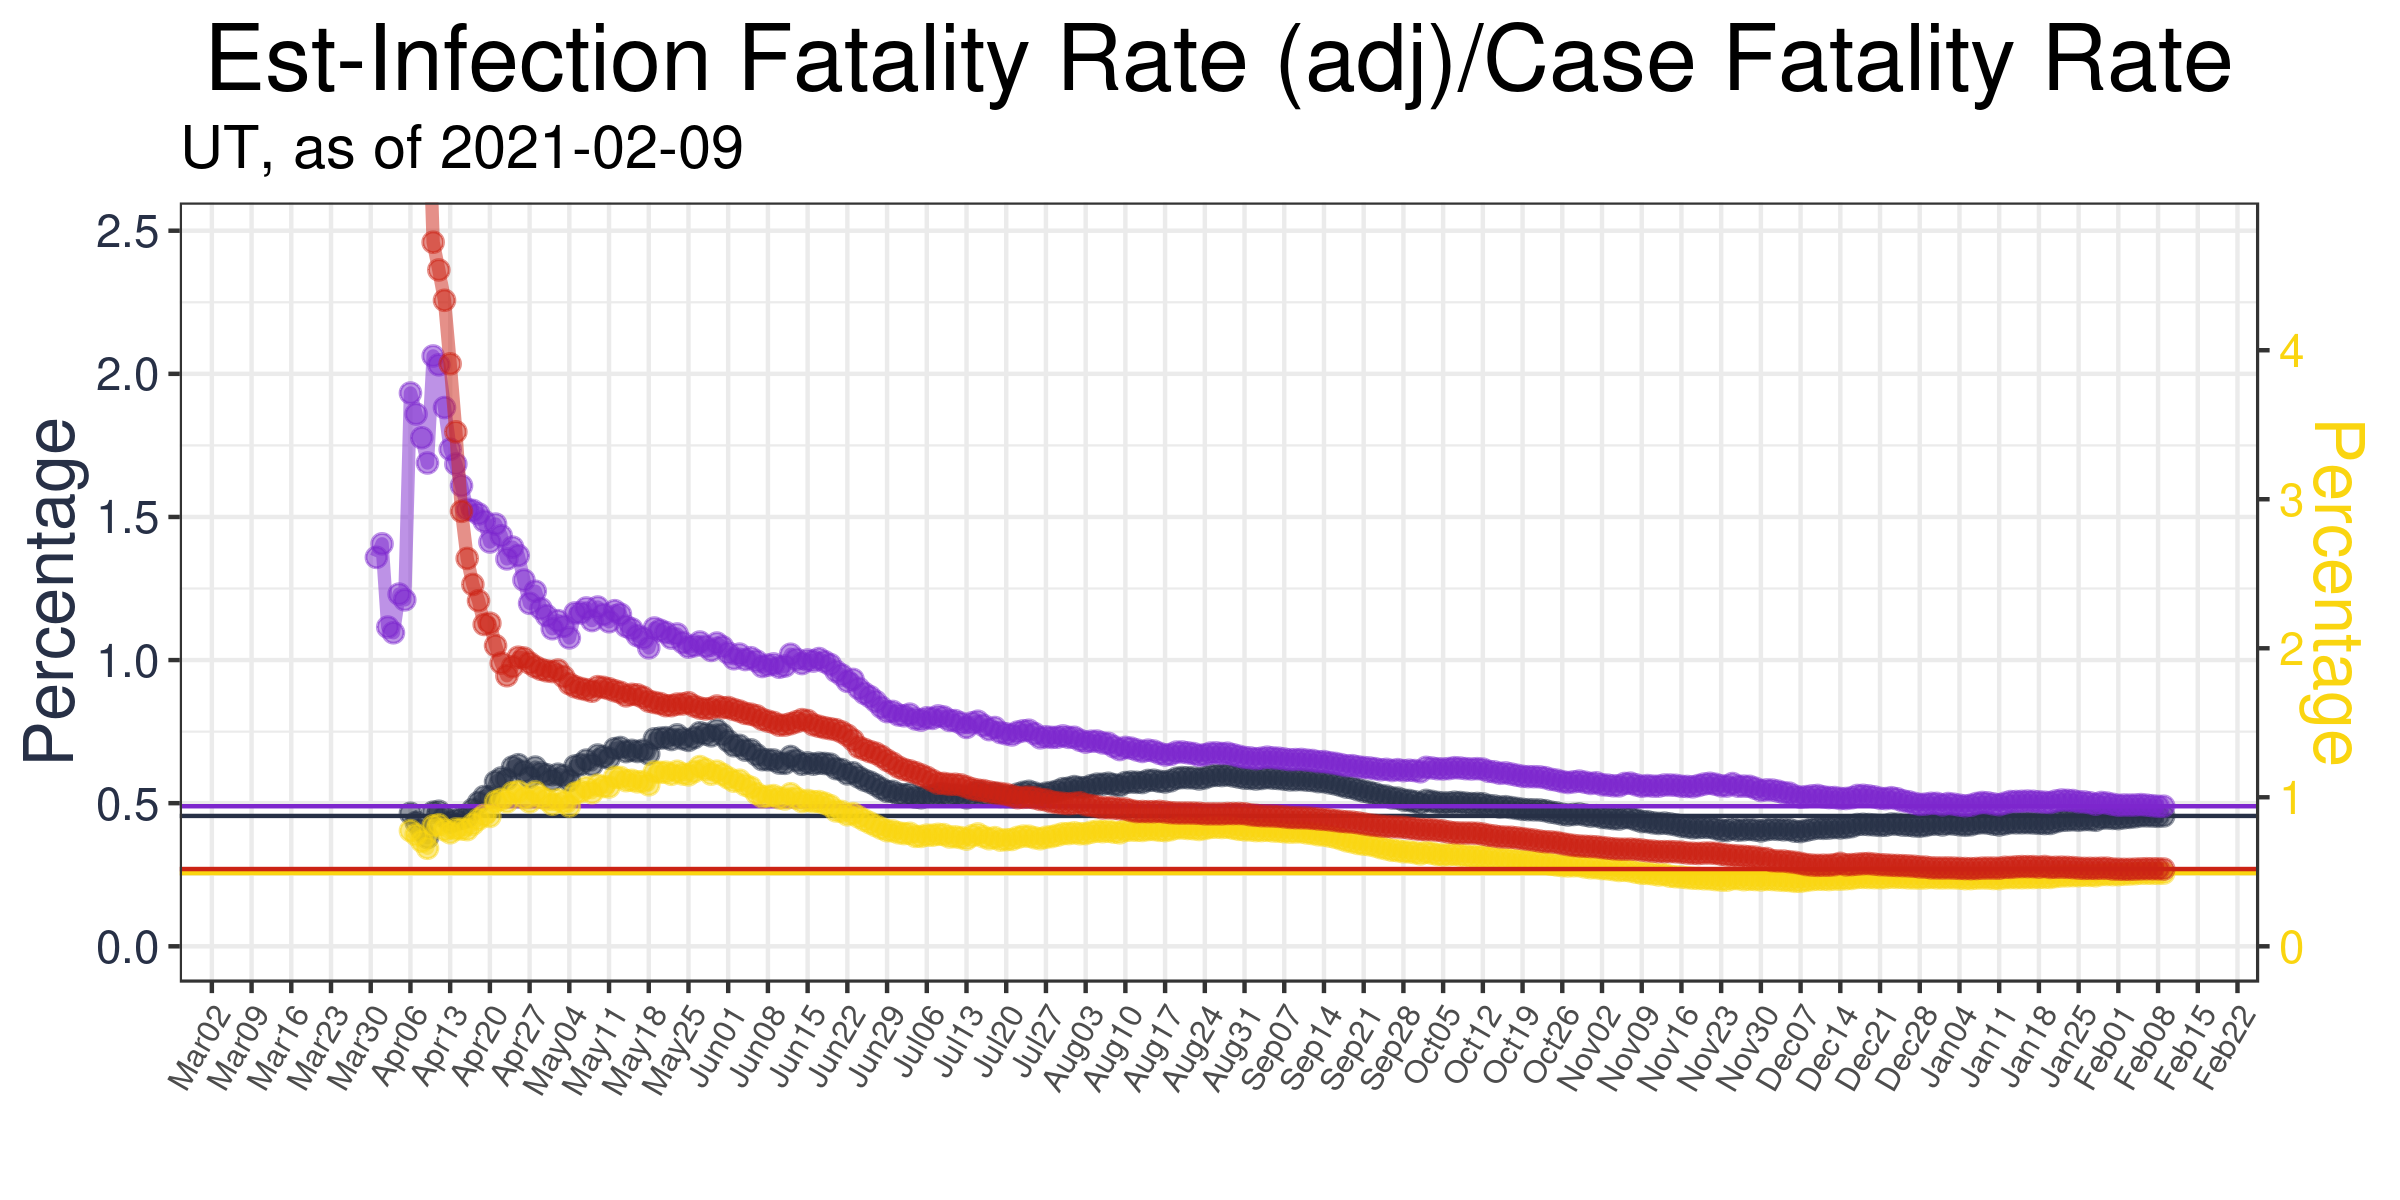 Est-Infection Fatality Rate (adj)/Case Fatality Rate
UT, as of 2021-02-09
Percentage
2.5
2.0
1.5
1.0
0.5
0.0
4
3
2
1
0
Percentage
Mar02 Mar09 Mar16 Mar23 Mar30 Apr06 Apr13 Apr20 Apr27 May04 May11 May18 May25 Jun01 Jun08 Jun15 Jun22 Jun29 Jul06 Jul13 Jul20 Jul27 Aug03 Aug10 Aug17 Aug24 Aug31 Sep07 Sep14 Sep21 Sep28 Oct05 Oct12 Oct19 Oct26 Nov02 Nov09 Nov16 Nov23 Nov30 Dec07 Dec14 Dec21 Dec28 Jan04 Jan11 Jan18 Jan25 Feb01 Feb08 Feb15 Feb22